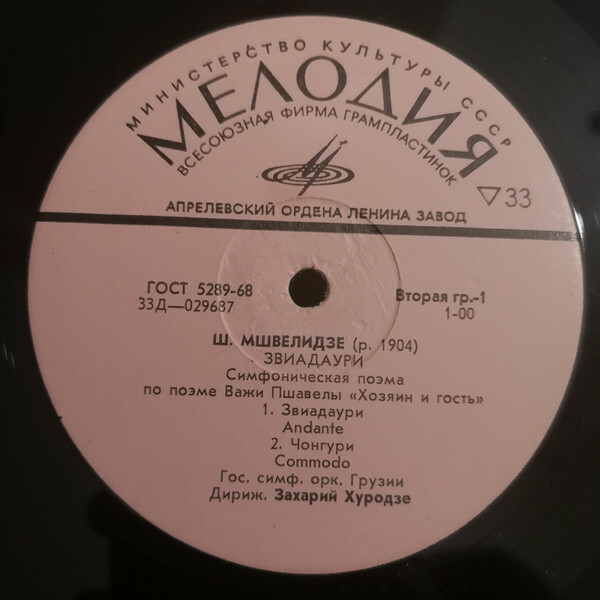 МИНИСТЕРСТВО КУЛЬТУРЫ СССР
МЕЛОДИЯ
ВСЕСОЮЗНАЯ ФИРМА ГРАМПЛАСТИНОК
▽33
АПРЕЛЕВСКИЙ ОРДЕНА ЛЕНИНА ЗАВОД
ГОСТ 5289-68
33Д—029687
Вторая гр.-1
1-00
Ш. МШВЕЛИДЗЕ (р. 1904)
ЗВИАДАУРИ
Симфоническая поэма
по поэме Важи Пшавелы «Хозяин и гость»
1. Звиадаури
Andante
2. Чонгури
Commodo
Гос. симф. орк. Грузии
Дириж. Захарий Хуродзе